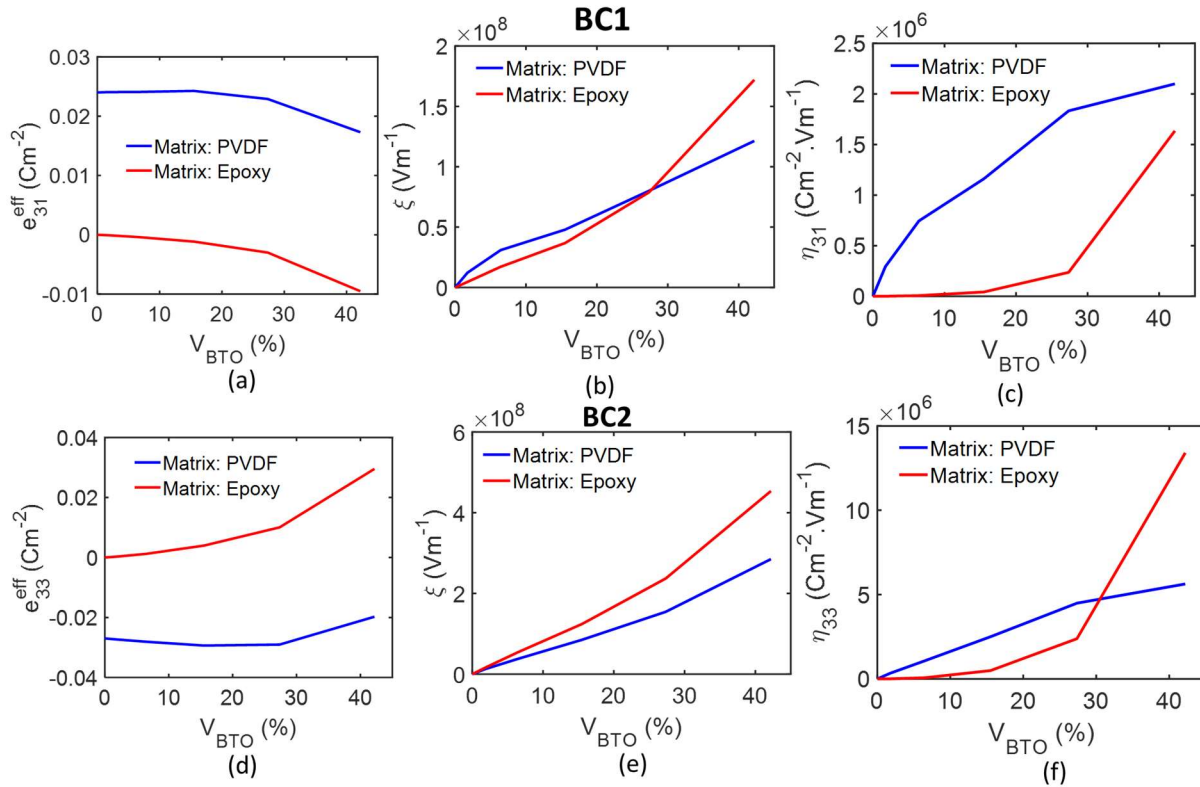 BC1
e31^eff (Cm^-2)
0.03
0.02
0.01
0
-0.01
Matrix: PVDF
Matrix: Epoxy
0 10 20 30 40
V_BTO (%)
(a)
×10^8
ξ (Vm^-1)
2
1.5
1
0.5
0
Matrix: PVDF
Matrix: Epoxy
0 10 20 30 40
V_BTO (%)
(b)
×10^6
η31 (Cm^-2.Vm^-1)
2.5
2
1.5
1
0.5
0
Matrix: PVDF
Matrix: Epoxy
0 10 20 30 40
V_BTO (%)
(c)
BC2
e33^eff (Cm^-2)
0.04
0.02
0
-0.02
-0.04
Matrix: PVDF
Matrix: Epoxy
0 10 20 30 40
V_BTO (%)
(d)
×10^8
ξ (Vm^-1)
6
4
2
0
Matrix: PVDF
Matrix: Epoxy
0 10 20 30 40
V_BTO (%)
(e)
×10^6
η33 (Cm^-2.Vm^-1)
15
10
5
0
Matrix: PVDF
Matrix: Epoxy
0 10 20 30 40
V_BTO (%)
(f)